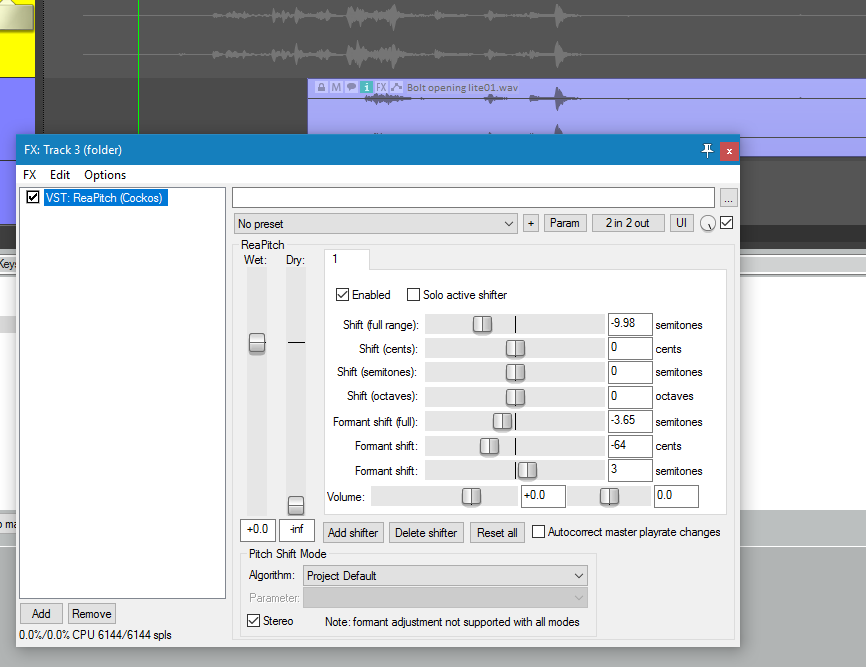 M
i
FX
Bolt opening lite01.wav
FX: Track 3 (folder)
x
FX Edit Options
VST: ReaPitch (Cockos)
...
No preset
+
Param
2 in 2 out
UI
ReaPitch
Wet: Dry:
1
Enabled
Solo active shifter
Shift (full range): -9.98 semitones
Shift (cents): 0 cents
Shift (semitones): 0 semitones
Shift (octaves): 0 octaves
Formant shift (full): -3.65 semitones
Formant shift: -64 cents
Formant shift: 3 semitones
Volume: +0.0 0.0
+0.0 -inf
Add shifter
Delete shifter
Reset all
Autocorrect master playrate changes
Pitch Shift Mode
Algorithm: Project Default
Parameter:
Stereo
Note: formant adjustment not supported with all modes
Add
Remove
0.0%/0.0% CPU 6144/6144 spls